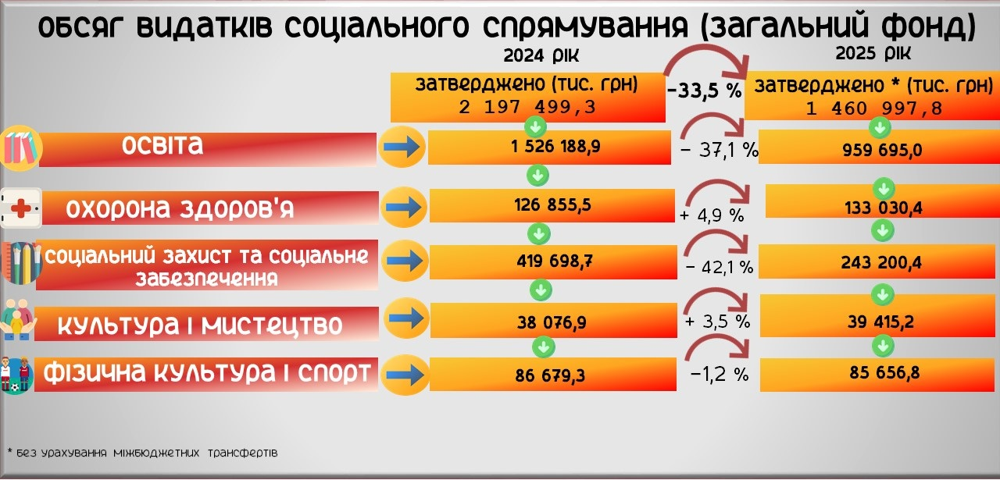 ОБСЯГ ВИДАТКІВ СОЦІАЛЬНОГО СПРЯМУВАННЯ (ЗАГАЛЬНИЙ ФОНД)
2024 РІК
2025 РІК
ЗАТВЕРДЖЕНО (ТИС. ГРН)
2 197 499,3
-33,5 %
ЗАТВЕРДЖЕНО * (ТИС. ГРН)
1 460 997,8
ОСВІТА
1 526 188,9
- 37,1 %
959 695,0
ОХОРОНА ЗДОРОВ'Я
126 855,5
+ 4,9 %
133 030,4
СОЦІАЛЬНИЙ ЗАХИСТ ТА СОЦІАЛЬНЕ
ЗАБЕЗПЕЧЕННЯ
419 698,7
- 42,1 %
243 200,4
КУЛЬТУРА І МИСТЕЦТВО
38 076,9
+ 3,5 %
39 415,2
ФІЗИЧНА КУЛЬТУРА І СПОРТ
86 679,3
-1,2 %
85 656,8
* БЕЗ УРАХУВАННЯ МІЖБЮДЖЕТНИХ ТРАНСФЕРТІВ